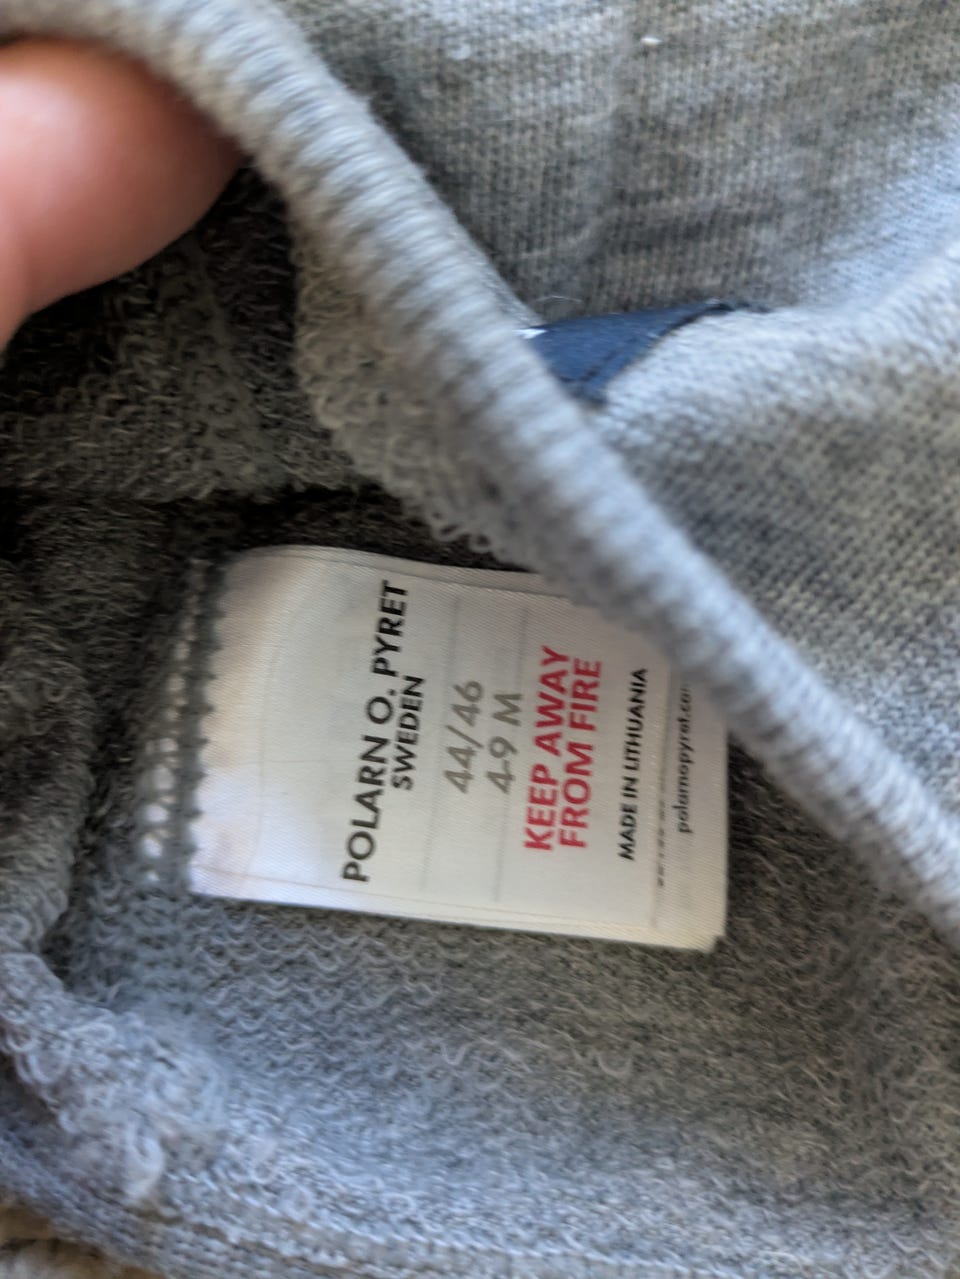 POLARN O. PYRET
SWEDEN
44/46
4-9 M
KEEP AWAY
FROM FIRE
MADE IN LITHUANIA